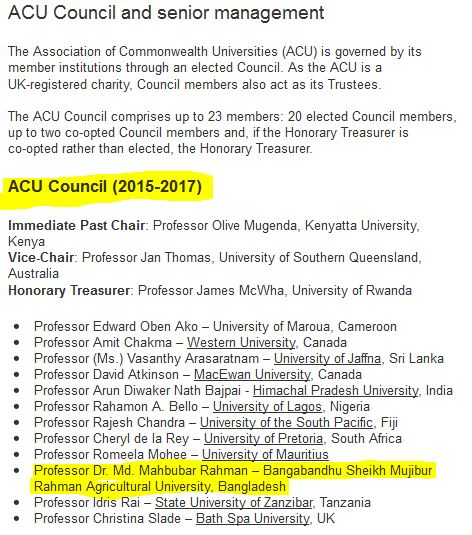 ACU Council and senior management
The Association of Commonwealth Universities (ACU) is governed by its
member institutions through an elected Council. As the ACU is a
UK-registered charity, Council members also act as its Trustees.
The ACU Council comprises up to 23 members: 20 elected Council members,
up to two co-opted Council members and, if the Honorary Treasurer is
co-opted rather than elected, the Honorary Treasurer.
ACU Council (2015-2017)
Immediate Past Chair: Professor Olive Mugenda, Kenyatta University,
Kenya
Vice-Chair: Professor Jan Thomas, University of Southern Queensland,
Australia
Honorary Treasurer: Professor James McWha, University of Rwanda
• Professor Edward Oben Ako – University of Maroua, Cameroon
• Professor Amit Chakma – Western University, Canada
• Professor (Ms.) Vasanthy Arasaratnam – University of Jaffna, Sri Lanka
• Professor David Atkinson – MacEwan University, Canada
• Professor Arun Diwaker Nath Bajpai - Himachal Pradesh University, India
• Professor Rahamon A. Bello – University of Lagos, Nigeria
• Professor Rajesh Chandra – University of the South Pacific, Fiji
• Professor Cheryl de la Rey – University of Pretoria, South Africa
• Professor Romeela Mohee – University of Mauritius
• Professor Dr. Md. Mahbubar Rahman – Bangabandhu Sheikh Mujibur
Rahman Agricultural University, Bangladesh
• Professor Idris Rai – State University of Zanzibar, Tanzania
• Professor Christina Slade – Bath Spa University, UK